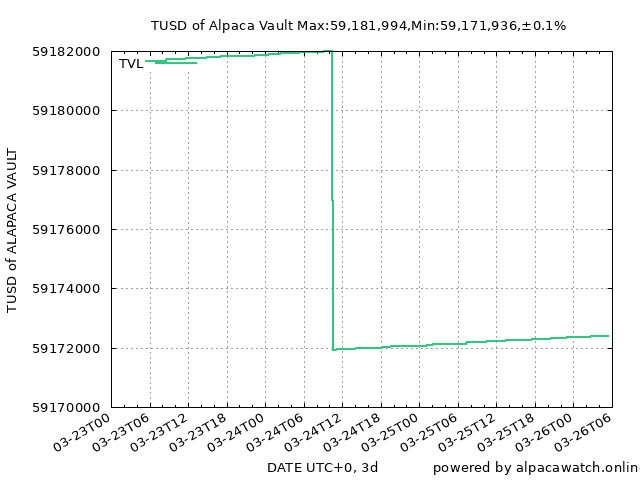 TUSD of Alpaca Vault Max:59,181,994,Min:59,171,936,±0.1%
59182000
TVL
59180000
59178000
59176000
59174000
59172000
59170000
TUSD of ALAPACA VAULT
03-23T00
03-23T06
03-23T12
03-23T18
03-24T00
03-24T06
03-24T12
03-24T18
03-25T00
03-25T06
03-25T12
03-25T18
03-26T00
03-26T06
DATE UTC+0, 3d
powered by alpacawatch.onlin